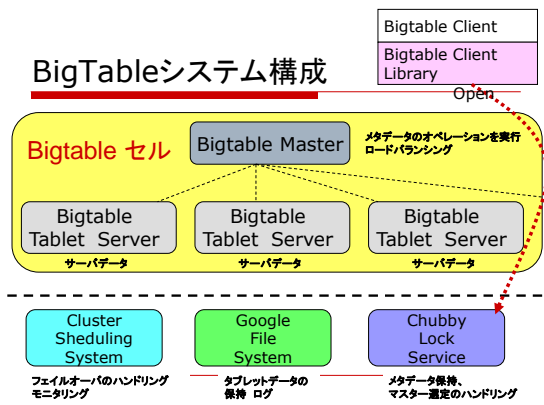 Bigtable Client
Bigtable Client
Library
BigTableシステム構成
Open
Bigtable セル
Bigtable Master
メタデータのオペレーションを実行
ロードバランシング
Bigtable
Tablet Server
Bigtable
Tablet Server
Bigtable
Tablet Server
サーバデータ
サーバデータ
サーバデータ
Cluster
Sheduling
System
Google
File
System
Chubby
Lock
Service
フェイルオーバのハンドリング
モニタリング
タブレットデータの
保持 ログ
メタデータ保持、
マスター選定のハンドリング